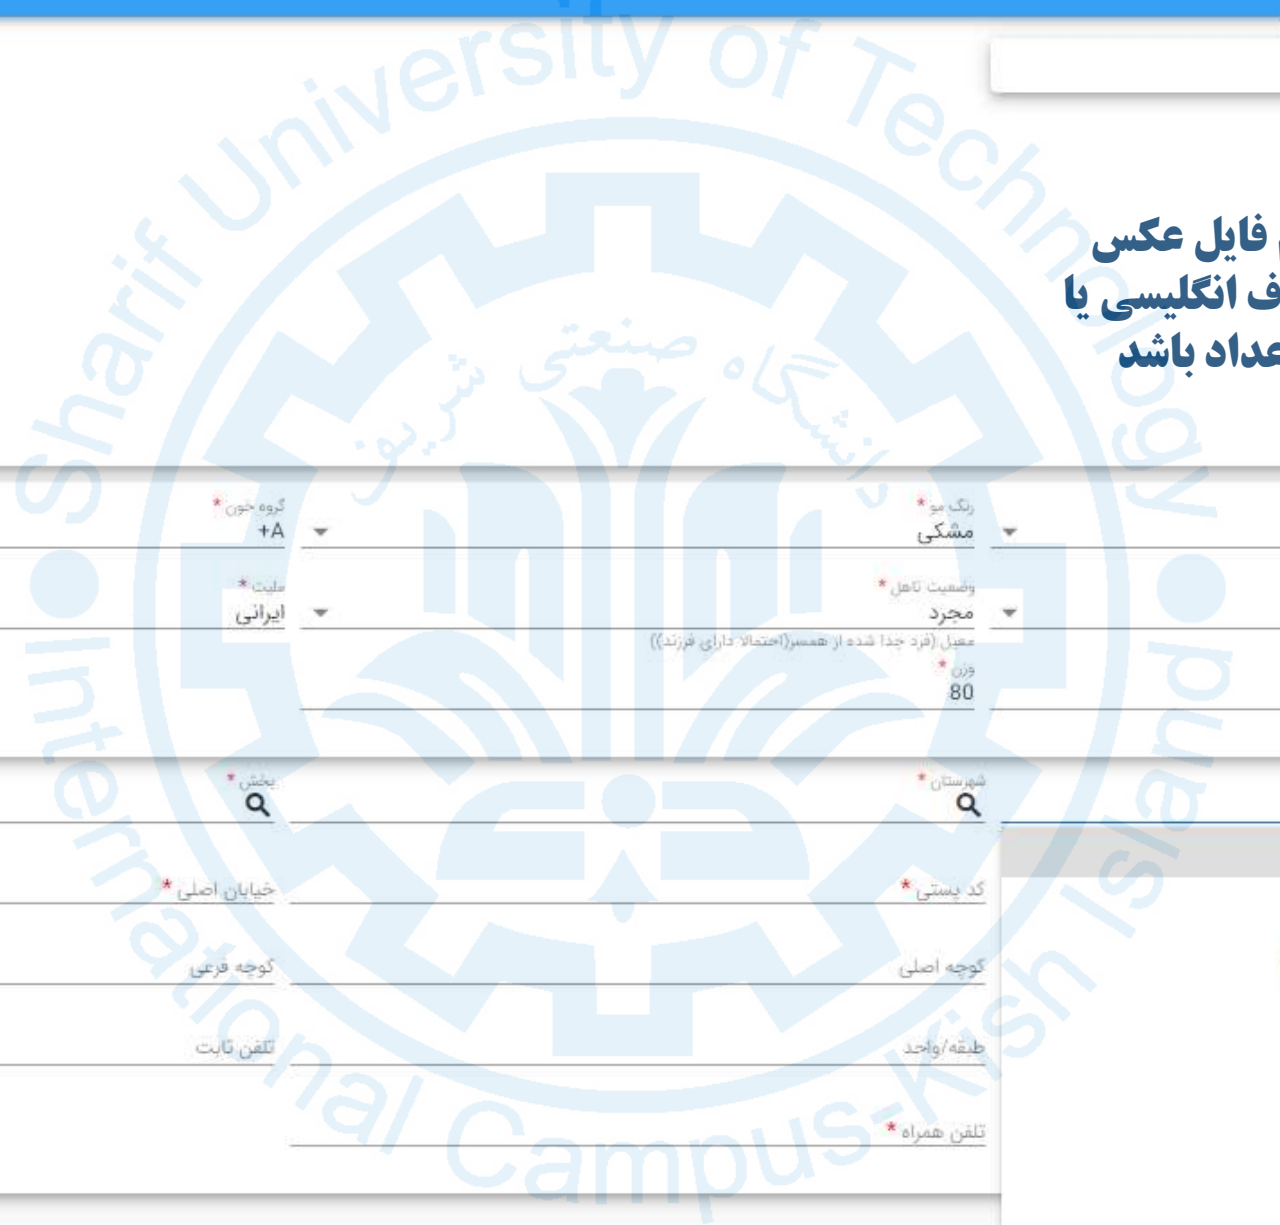 Sharif University of Technology
International Campus-Kish Island
دانشگاه صنعتی شریف
فایل عکس
انگلیسی یا
باشد
رنگ مو *
گروه خون *
مشکی
A+
وضعیت تاهل *
ملیت *
مجرد
ایرانی
معیل (فرد جدا شده از همسر(احتمالا دارای فرزند))
وزن *
80
شهرستان *
بخش *
کد پستی *
خیابان اصلی *
کوچه اصلی
کوچه فرعی
طبقه/واحد
تلفن ثابت
تلفن همراه *